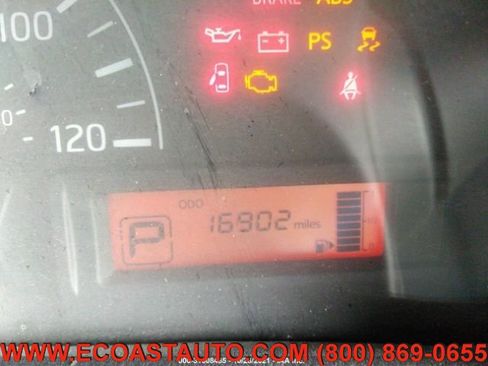 BRAKE ABS
100
PS
120
ODO
16902 miles
P
WWW.ECOASTAUTO.COM (800) 869-0655